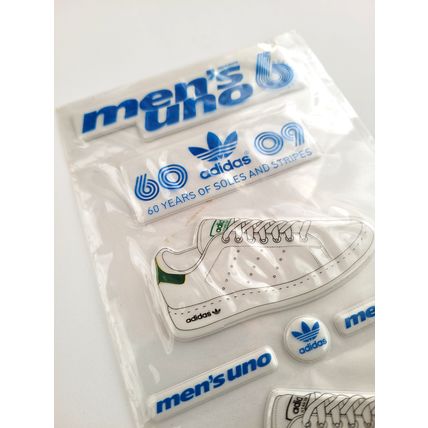 men's
uno 6
60 adidas 09
60 YEARS OF SOLES AND STRIPES
adidas
men's uno
adidas
men